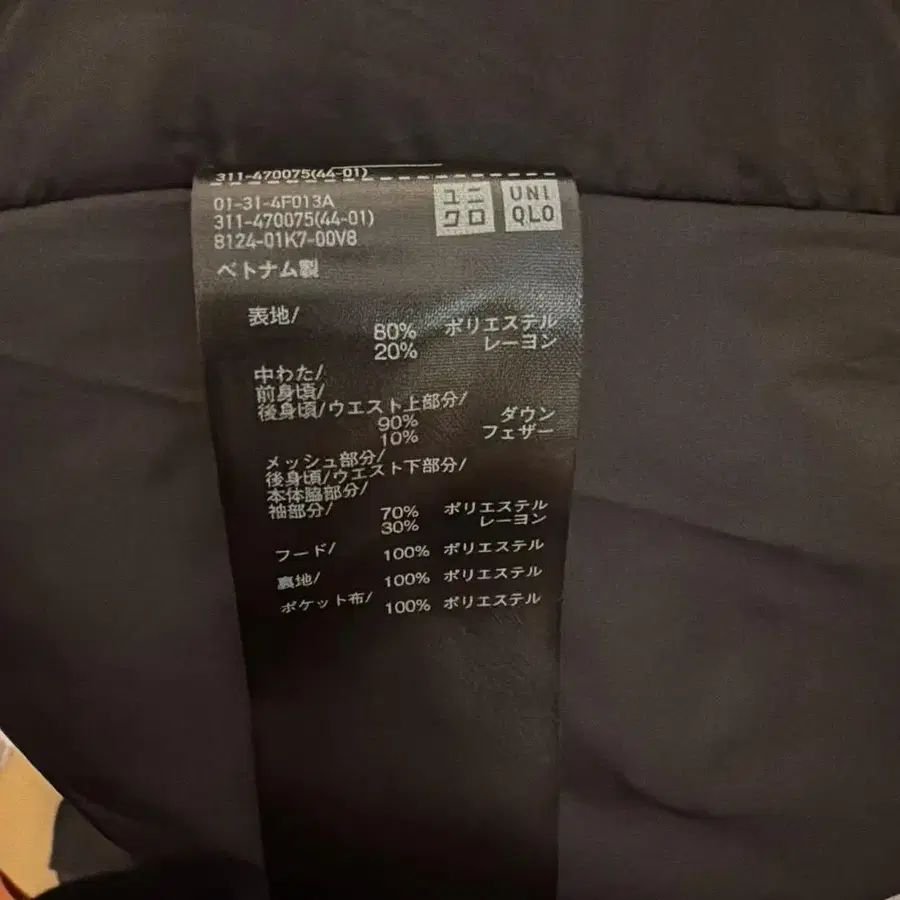 311-470075(44-01)
01-31-4F013A
311-470075(44-01)
8124-01K7-00V8
ユニ
クロ
UNI
QLO
ベトナム製
表地/
80% ポリエステル
20% レーヨン
中わた/
前身頃/
後身頃/ウエスト上部分/
90% ダウン
10% フェザー
メッシュ部分/
後身頃/ウエスト下部分/
本体脇部分/
袖部分/
70% ポリエステル
30% レーヨン
フード/ 100% ポリエステル
裏地/ 100% ポリエステル
ポケット布/ 100% ポリエステル